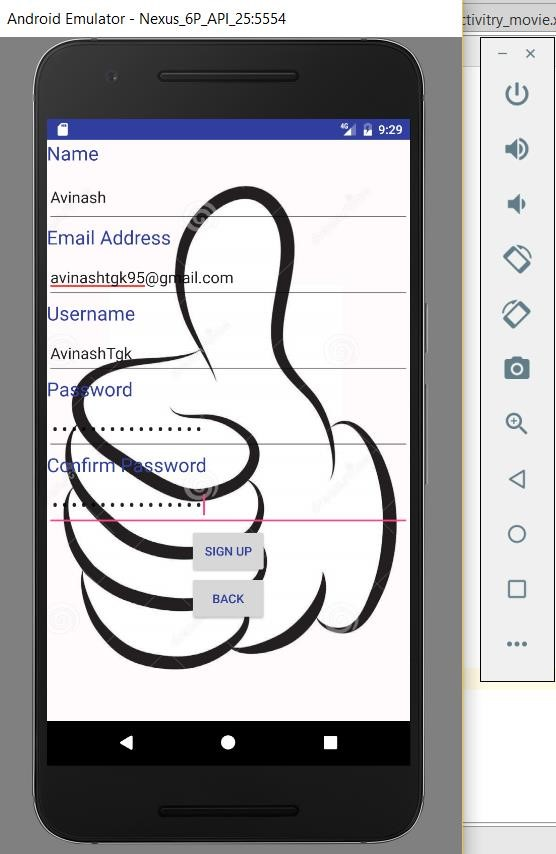 Android Emulator - Nexus_6P_API_25:5554
ctivitry_movie.x
4G 9:29
Name
Avinash
Email Address
avinashtgk95@gmail.com
Username
AvinashTgk
Password
Confirm Password
SIGN UP
BACK